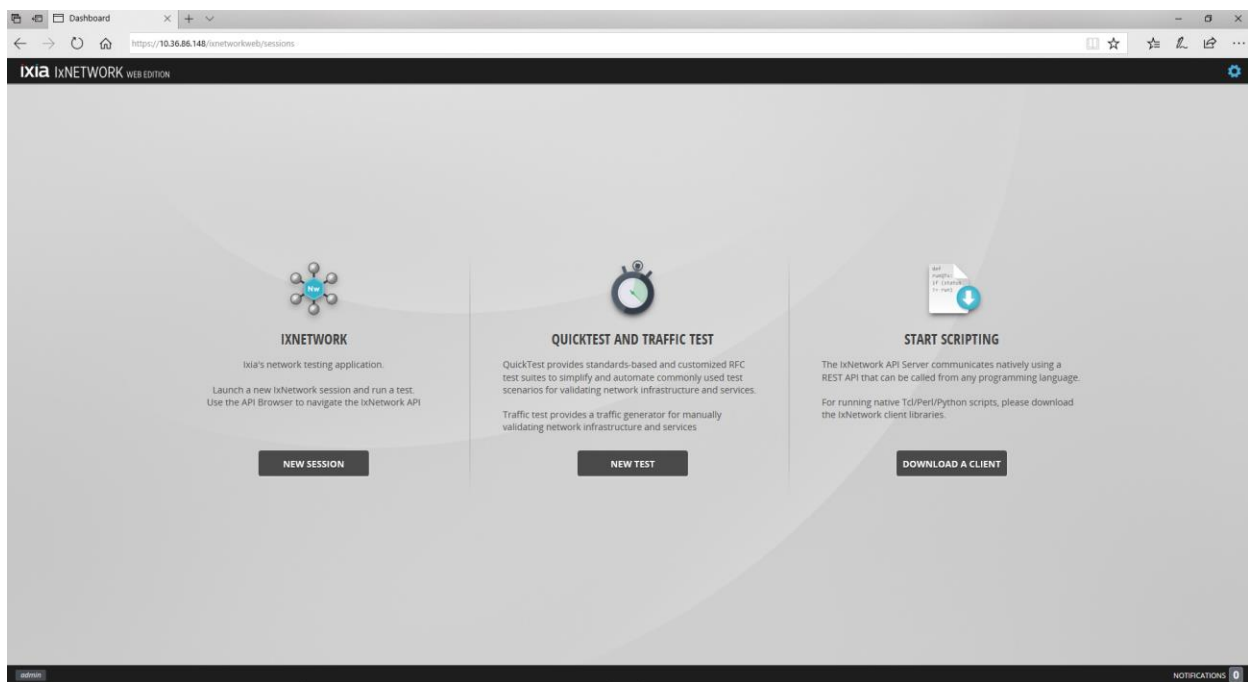 Dashboard
https://10.36.86.148/ixnetworkweb/sessions
ixia IxNETWORK WEB EDITION
Nw
IXNETWORK
Ixia's network testing application.
Launch a new IxNetwork session and run a test.
Use the API Browser to navigate the IxNetwork API
NEW SESSION
QUICKTEST AND TRAFFIC TEST
QuickTest provides standards-based and customized RFC
test suites to simplify and automate commonly used test
scenarios for validating network infrastructure and services.
Traffic test provides a traffic generator for manually
validating network infrastructure and services
NEW TEST
def
START SCRIPTING
The IxNetwork API Server communicates natively using a
REST API that can be called from any programming language.
For running native Tcl/Perl/Python scripts, please download
the IxNetwork client libraries.
DOWNLOAD A CLIENT
admin
NOTIFICATIONS 0